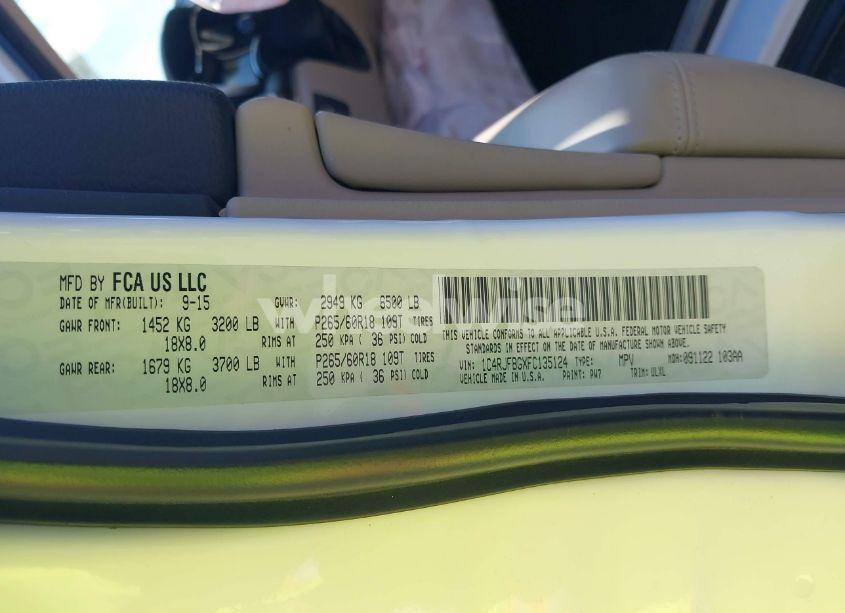 MFD BY FCA US LLC
DATE OF MFR(BUILT): 9-15 GVWR: 2949 KG 6500 LB
GAWR FRONT: 1452 KG 3200 LB WITH P265/60R18 109T TIRES
18X8.0 RIMS AT 250 KPA ( 36 PSI) COLD
GAWR REAR: 1679 KG 3700 LB WITH P265/60R18 109T TIRES
18X8.0 RIMS AT 250 KPA ( 36 PSI) COLD
THIS VEHICLE CONFORMS TO ALL APPLICABLE U.S.A. FEDERAL MOTOR VEHICLE SAFETY
STANDARDS IN EFFECT ON THE DATE OF MANUFACTURE SHOWN ABOVE.
VIN: 1C4RJFBGXFC135124 TYPE: MPV MDH: 091122 103AA
VEHICLE MADE IN U.S.A. PAINT: PW7 TRIM: ULXL